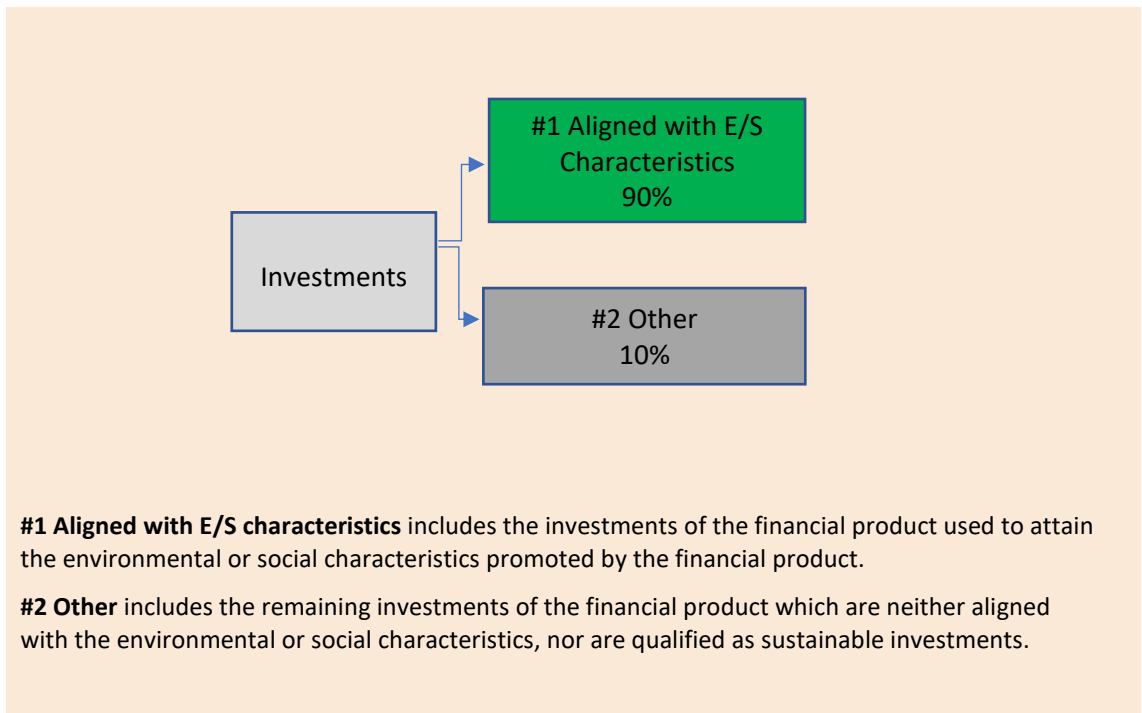 #1 Aligned with E/S
Characteristics
90%
Investments
#2 Other
10%
#1 Aligned with E/S characteristics includes the investments of the financial product used to attain
the environmental or social characteristics promoted by the financial product.
#2 Other includes the remaining investments of the financial product which are neither aligned
with the environmental or social characteristics, nor are qualified as sustainable investments.